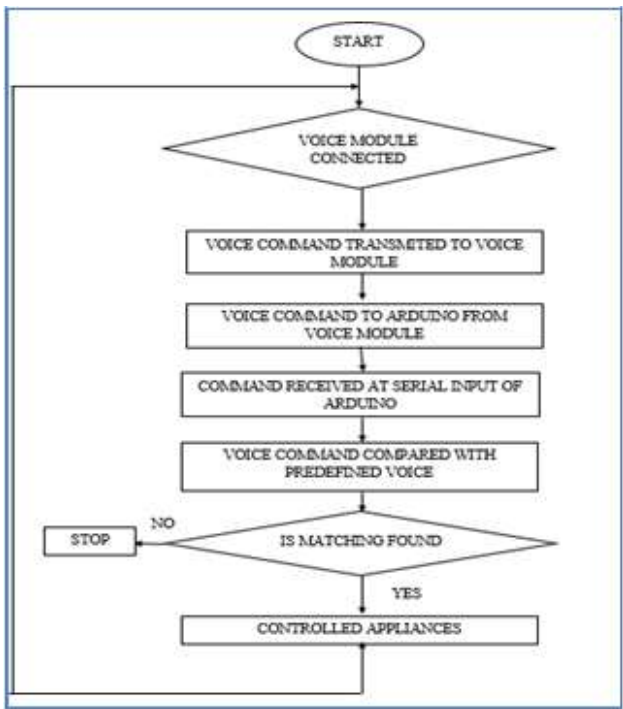 START
VOICE MODULE
CONNECTED
VOICE COMMAND TRANSMITED TO VOICE
MODULE
VOICE COMMAND TO ARDUINO FROM
VOICE MODULE
COMMAND RECEIVED AT SERIAL INPUT OF
ARDUINO
VOICE COMMAND COMPARED WITH
PREDEFINED VOICE
NO
STOP
IS MATCHING FOUND
YES
CONTROLLED APPLIANCES